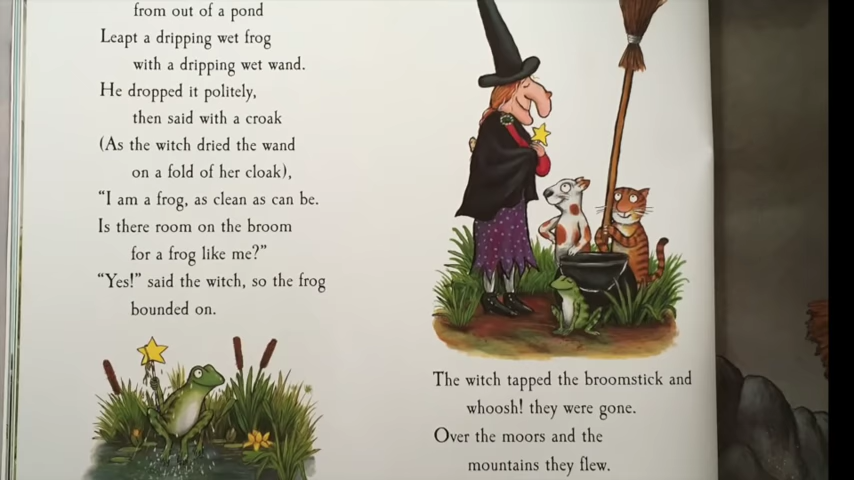 from out of a pond
Leapt a dripping wet frog
with a dripping wet wand.
He dropped it politely,
then said with a croak
(As the witch dried the wand
on a fold of her cloak),
“I am a frog, as clean as can be.
Is there room on the broom
for a frog like me?”
“Yes!” said the witch, so the frog
bounded on.
The witch tapped the broomstick and
whoosh! they were gone.
Over the moors and the
mountains they flew.